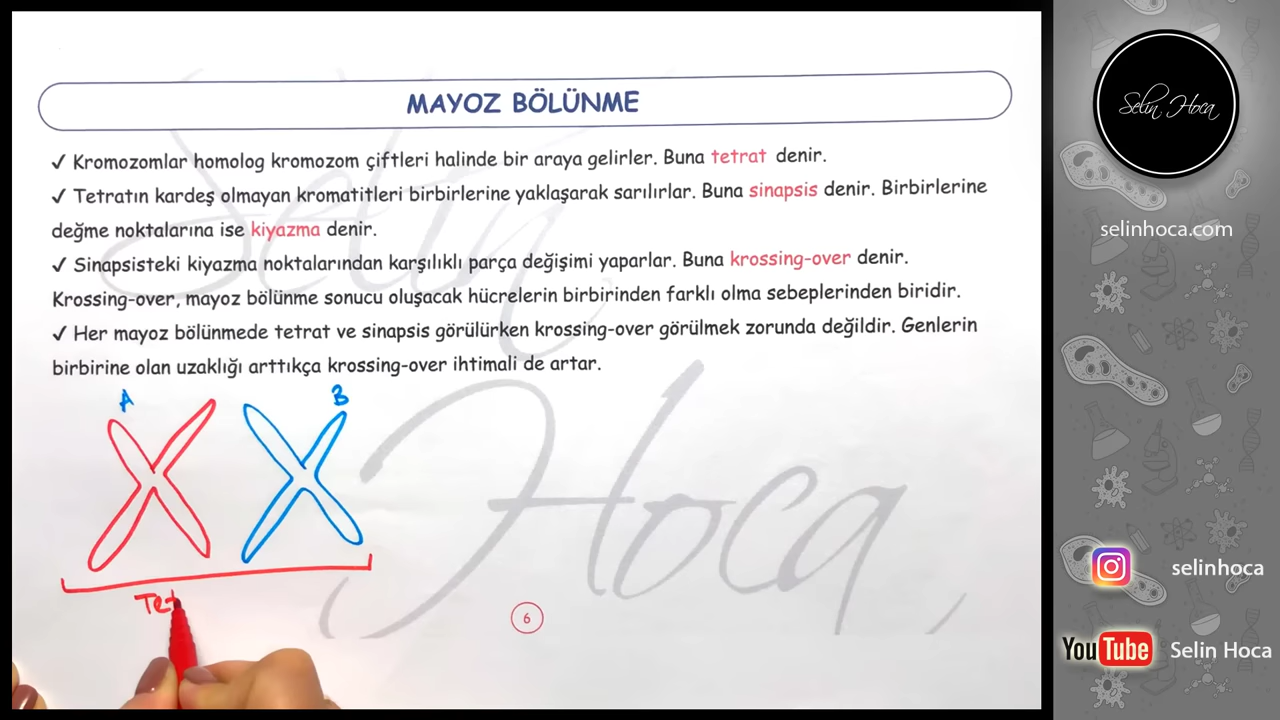 MAYOZ BÖLÜNME
✓ Kromozomlar homolog kromozom çiftleri halinde bir araya gelirler. Buna tetrat denir.
✓ Tetratın kardeş olmayan kromatitleri birbirlerine yaklaşarak sarılırlar. Buna sinapsis denir. Birbirlerine
değme noktalarına ise kiyazma denir.
✓ Sinapsisteki kiyazma noktalarından karşılıklı parça değişimi yaparlar. Buna krossing-over denir.
Krossing-over, mayoz bölünme sonucu oluşacak hücrelerin birbirinden farklı olma sebeplerinden biridir.
✓ Her mayoz bölünmede tetrat ve sinapsis görülürken krossing-over görülmek zorunda değildir. Genlerin
birbirine olan uzaklığı arttıkça krossing-over ihtimali de artar.
A B
Tet
6
Selin Hoca
Selin Hoca
selinhoca.com
selinhoca
YouTube Selin Hoca